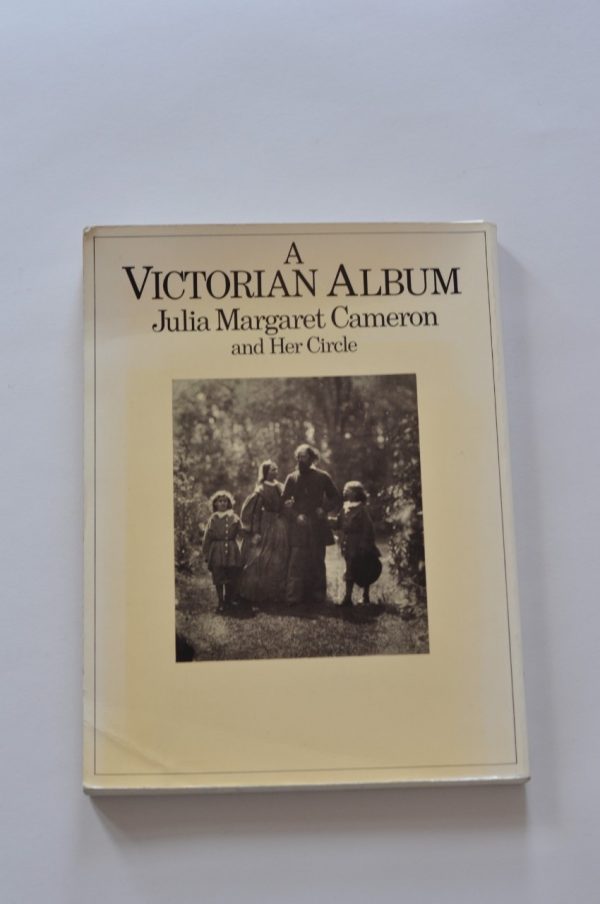 A
VICTORIAN ALBUM
Julia Margaret Cameron
and Her Circle